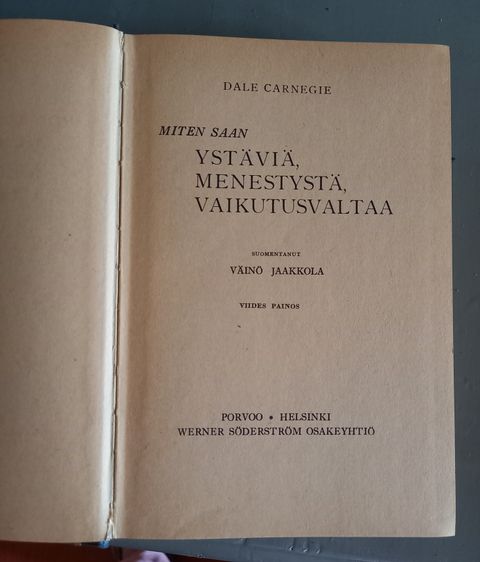 DALE CARNEGIE
MITEN SAAN
YSTÄVIÄ,
MENESTYSTÄ,
VAIKUTUSVALTAA
SUOMENTANUT
VÄINÖ JAAKKOLA
VIIDES PAINOS
PORVOO • HELSINKI
WERNER SÖDERSTRÖM OSAKEYHTIÖ